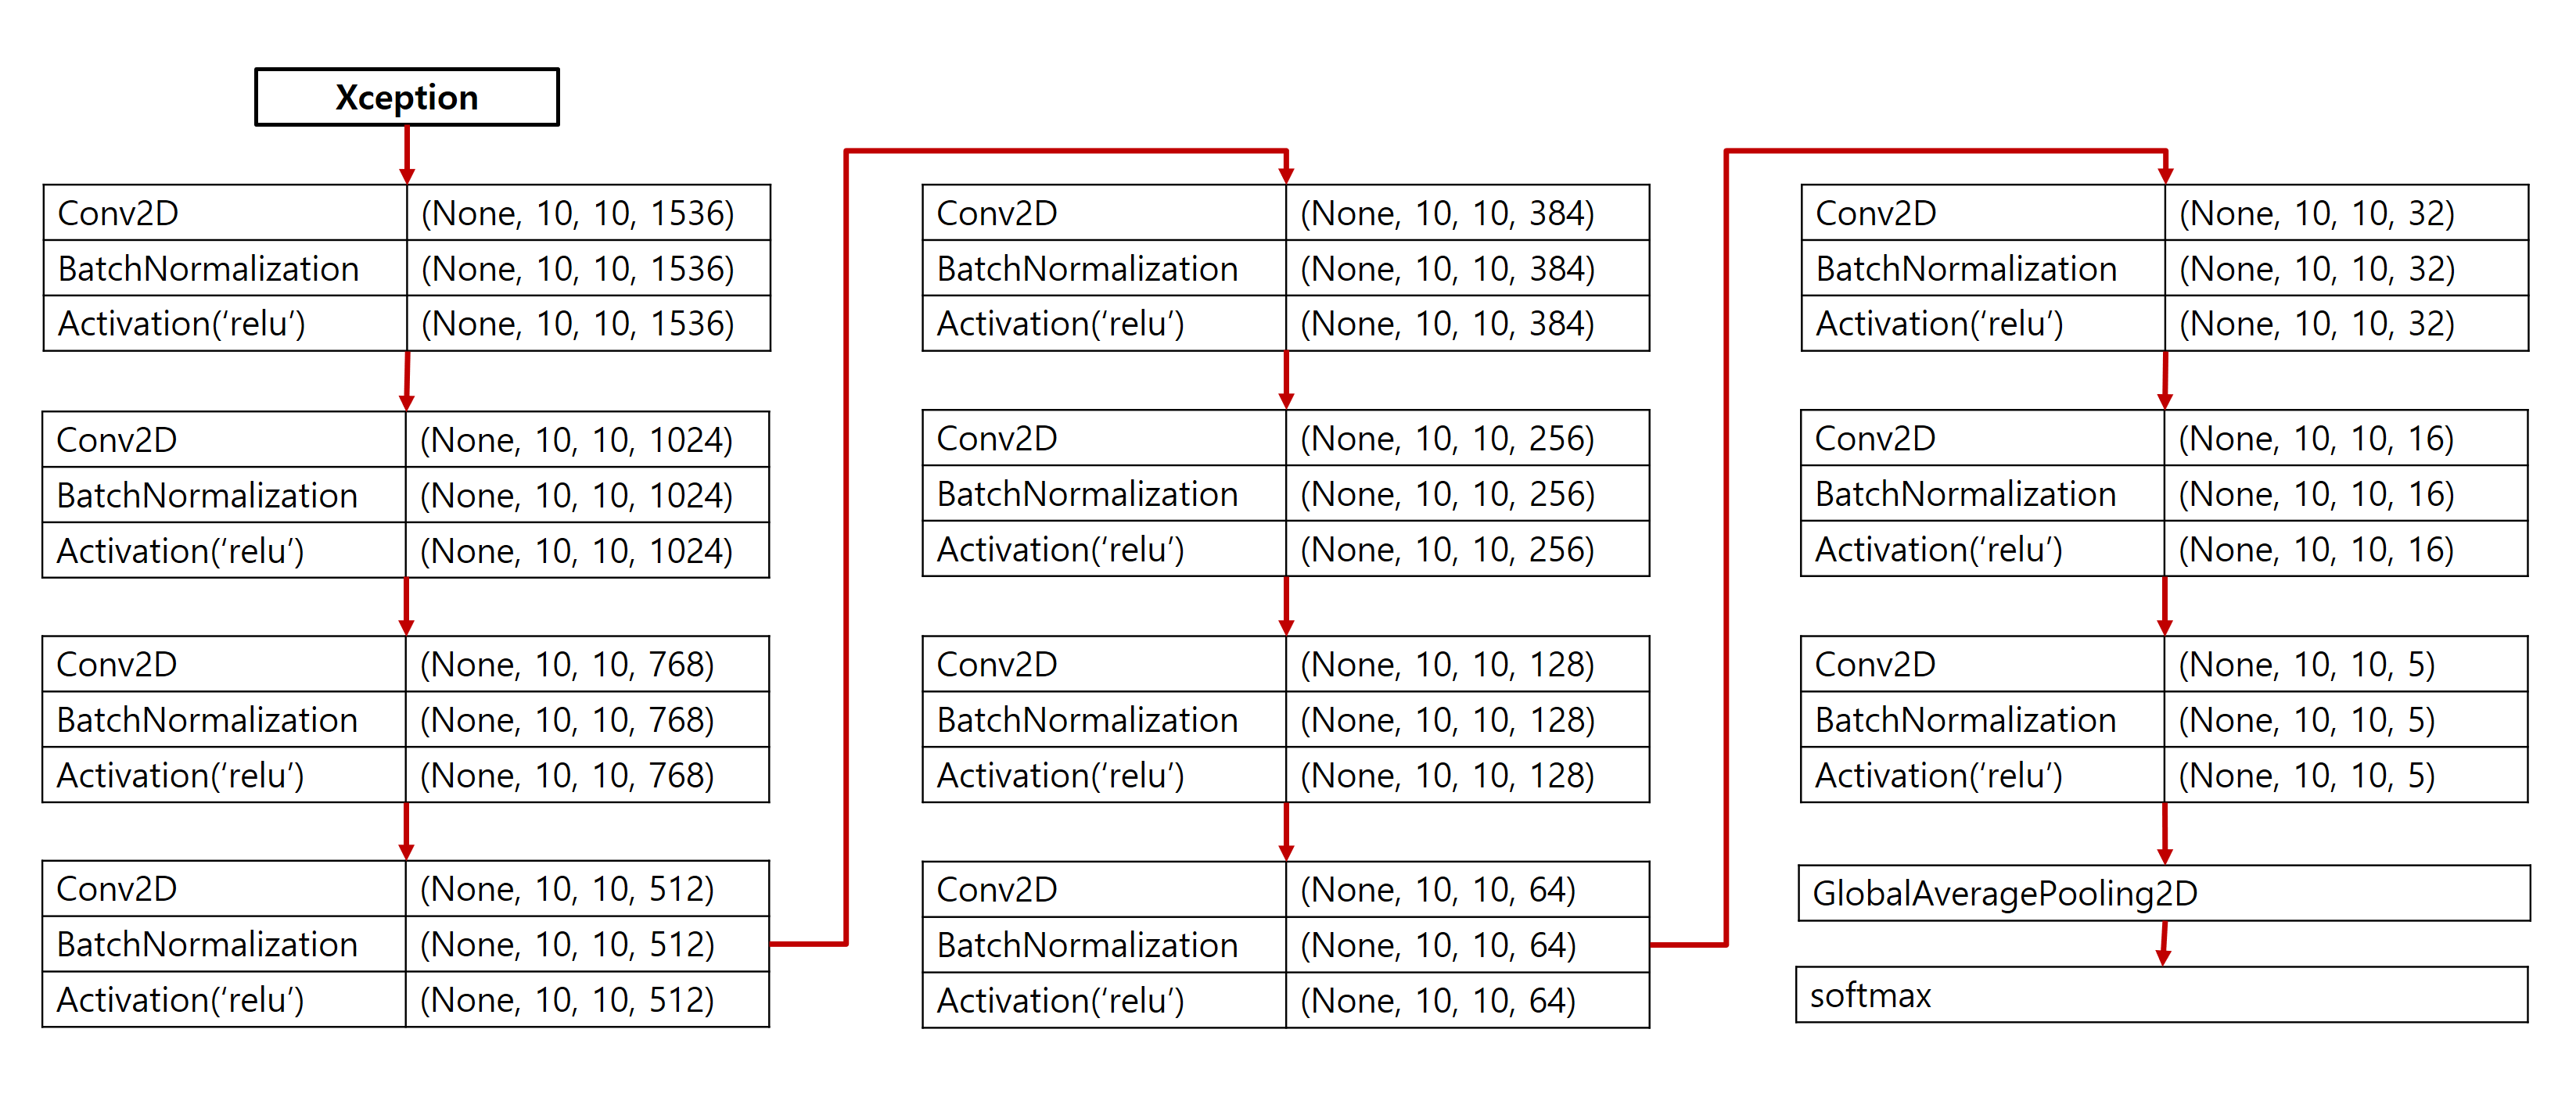 Xception
Conv2D (None, 10, 10, 1536)
BatchNormalization (None, 10, 10, 1536)
Activation(‘relu’) (None, 10, 10, 1536)
Conv2D (None, 10, 10, 1024)
BatchNormalization (None, 10, 10, 1024)
Activation(‘relu’) (None, 10, 10, 1024)
Conv2D (None, 10, 10, 768)
BatchNormalization (None, 10, 10, 768)
Activation(‘relu’) (None, 10, 10, 768)
Conv2D (None, 10, 10, 512)
BatchNormalization (None, 10, 10, 512)
Activation(‘relu’) (None, 10, 10, 512)
Conv2D (None, 10, 10, 384)
BatchNormalization (None, 10, 10, 384)
Activation(‘relu’) (None, 10, 10, 384)
Conv2D (None, 10, 10, 256)
BatchNormalization (None, 10, 10, 256)
Activation(‘relu’) (None, 10, 10, 256)
Conv2D (None, 10, 10, 128)
BatchNormalization (None, 10, 10, 128)
Activation(‘relu’) (None, 10, 10, 128)
Conv2D (None, 10, 10, 64)
BatchNormalization (None, 10, 10, 64)
Activation(‘relu’) (None, 10, 10, 64)
Conv2D (None, 10, 10, 32)
BatchNormalization (None, 10, 10, 32)
Activation(‘relu’) (None, 10, 10, 32)
Conv2D (None, 10, 10, 16)
BatchNormalization (None, 10, 10, 16)
Activation(‘relu’) (None, 10, 10, 16)
Conv2D (None, 10, 10, 5)
BatchNormalization (None, 10, 10, 5)
Activation(‘relu’) (None, 10, 10, 5)
GlobalAveragePooling2D
softmax